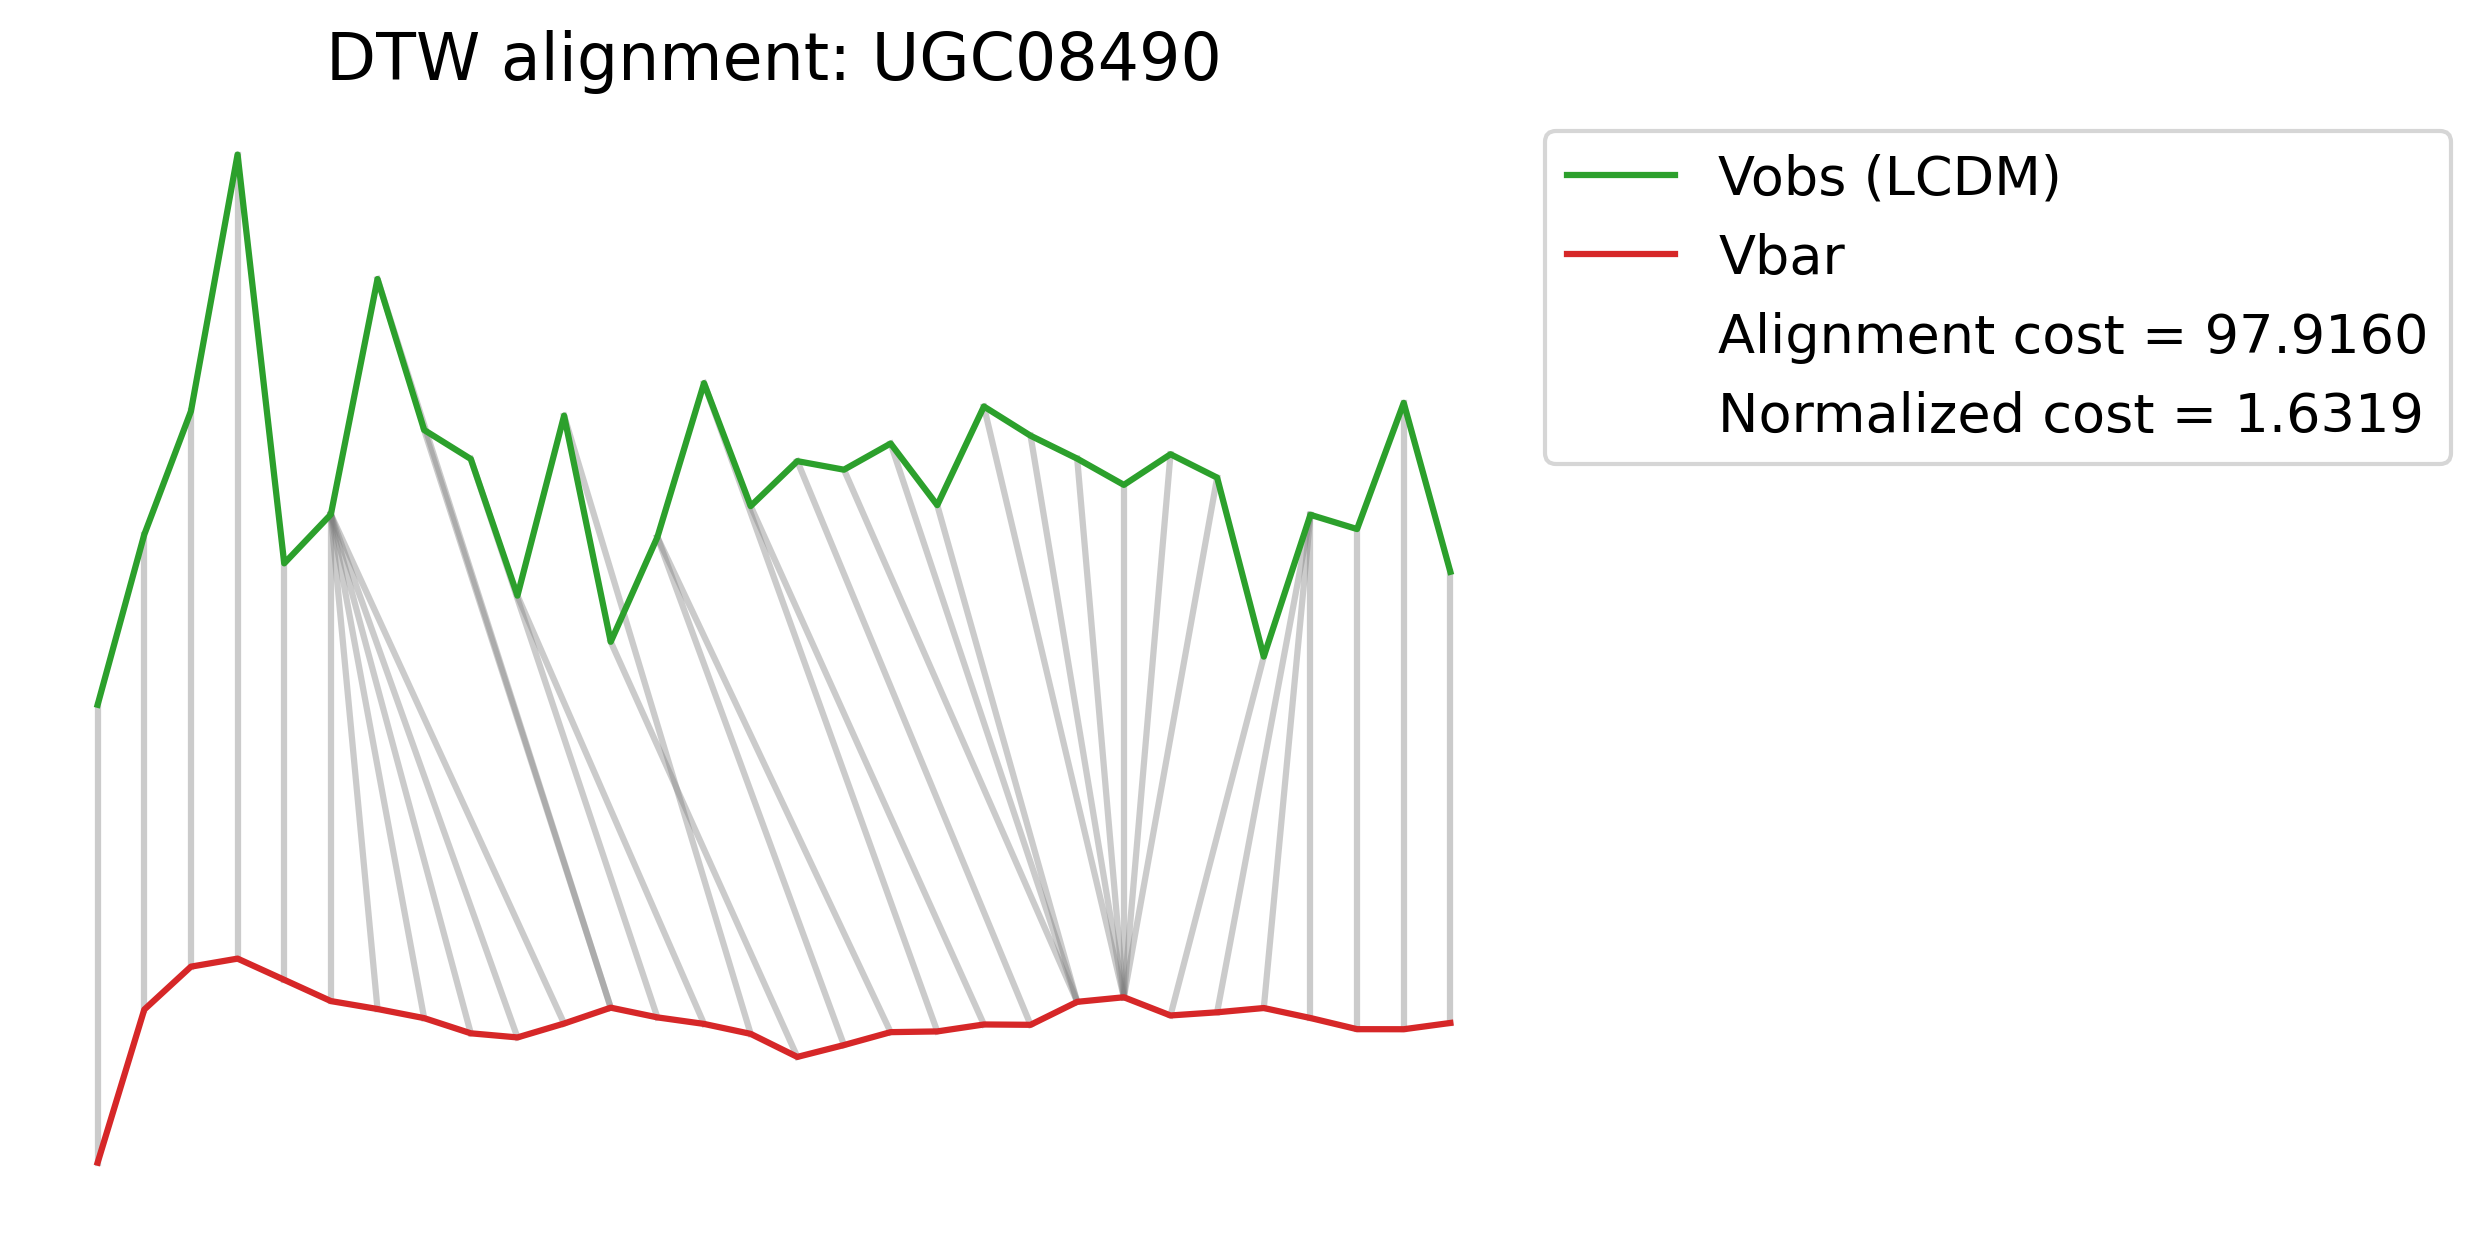 DTW alignment: UGC08490
Vobs (LCDM)
Vbar
Alignment cost = 97.9160
Normalized cost = 1.6319